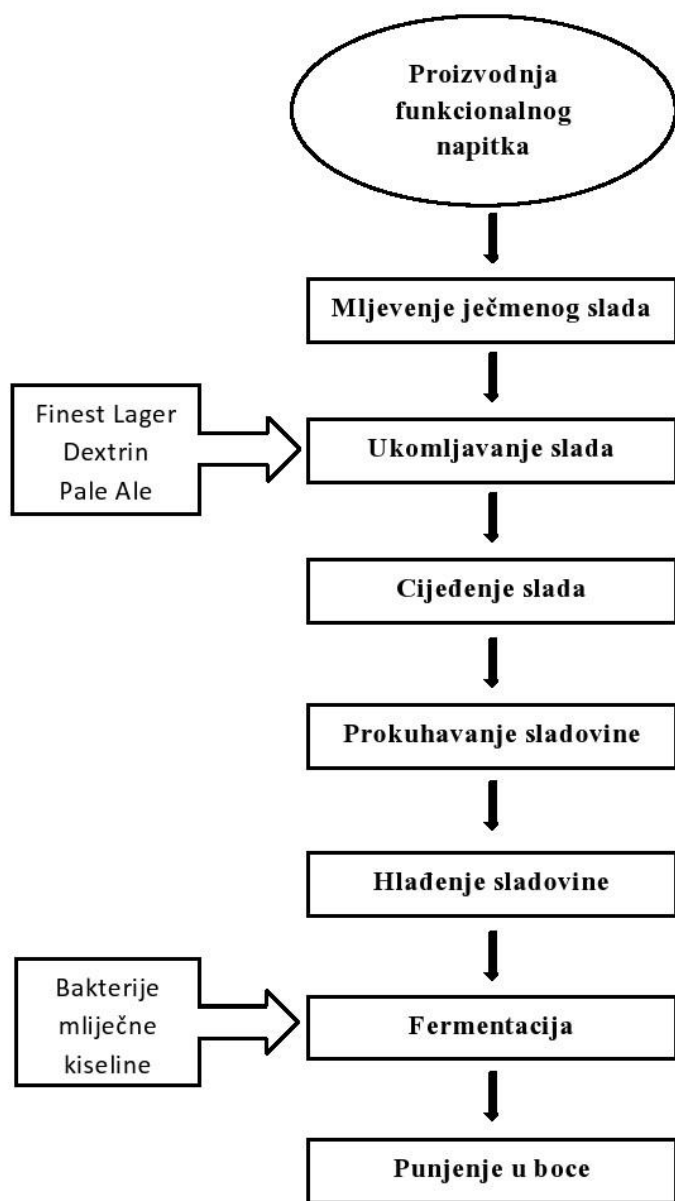 Proizvodnja
funkcionalnog
napitka
Mljevenje ječmenog slada
Finest Lager
Dextrin
Pale Ale
Ukomljavanje slada
Cijeđenje slada
Prokuhavanje sladovine
Hlađenje sladovine
Bakterije
mliječne
kiseline
Fermentacija
Punjenje u boce